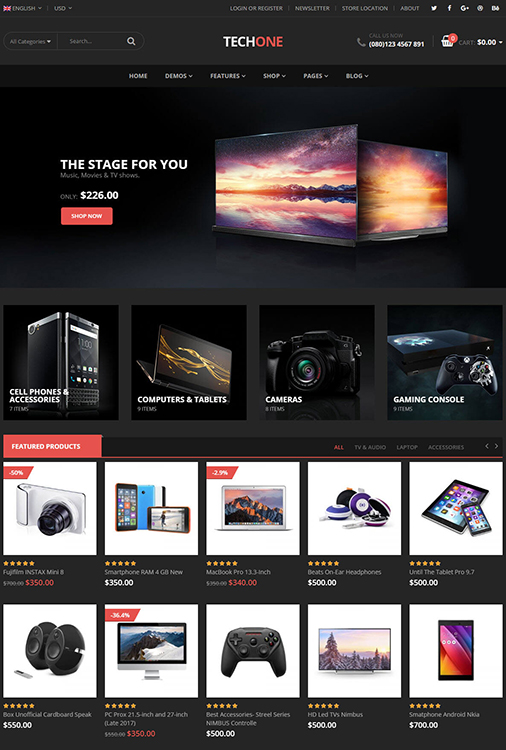 ENGLISH USD LOGIN OR REGISTER NEWSLETTER STORE LOCATION ABOUT
All Categories Search... TECHONE CALL US NOW (080)123 4567 891 0 CART: $0.00
HOME DEMOS FEATURES SHOP PAGES BLOG
THE STAGE FOR YOU
Music, Movies & TV shows.
ONLY: $226.00
SHOP NOW
CELL PHONES &
ACCESSORIES
7 ITEMS
COMPUTERS & TABLETS
9 ITEMS
CAMERAS
8 ITEMS
GAMING CONSOLE
9 ITEMS
FEATURED PRODUCTS ALL TV & AUDIO LAPTOP ACCESSORIES
-50% -2.9%
Fujifilm INSTAX Mini 8 Smartphone RAM 4 GB New MacBook Pro 13.3-Inch Beats On-Ear Headphones Until The Tablet Pro 9.7
$700.00 $350.00 $350.00 $350.00 $340.00 $500.00 $500.00
-36.4%
Box Unofficial Cardboard Speak
$550.00
PC Prox 21.5-inch and 27-inch
(Late 2017)
$550.00 $350.00
Best Accessories- Streel Series
NIMBUS Controlle
$500.00
HD Led TVs Nimbus
$500.00
Smatphone Android Nkia
$700.00